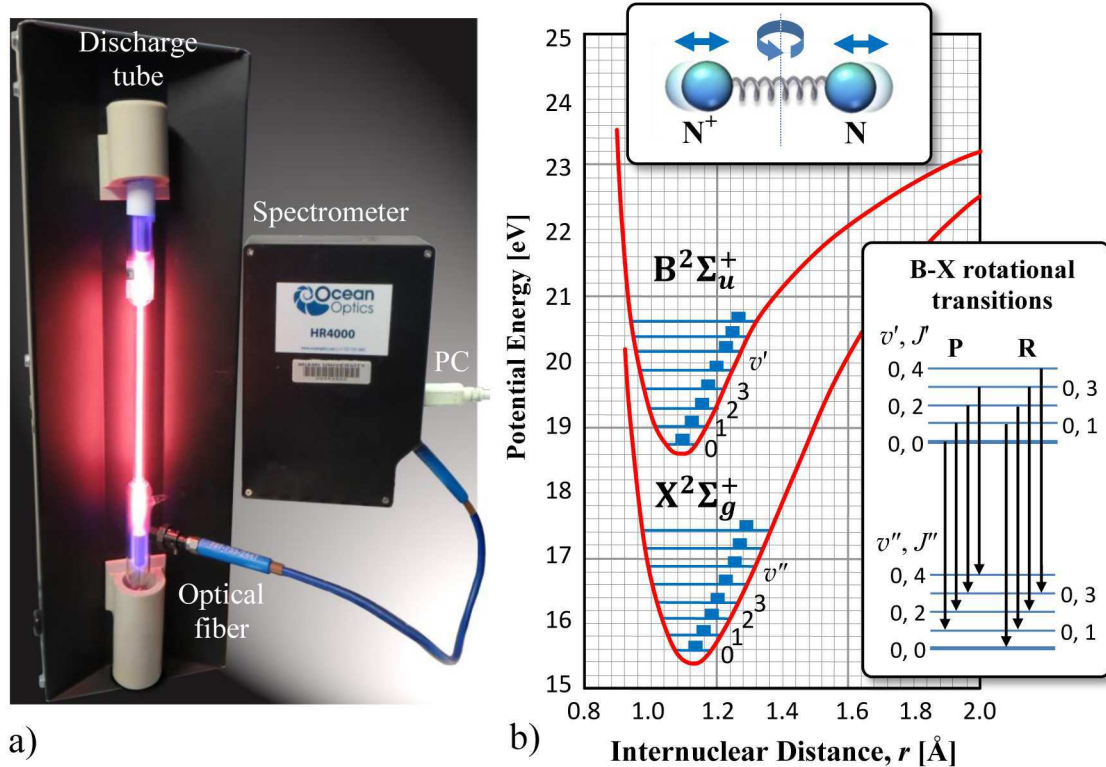 Discharge
tube
Spectrometer
Ocean
Optics
HR4000
PC
Optical
fiber
a)
Potential Energy [eV]
25
24
23
22
21
20
19
18
17
16
15
0.8 1.0 1.2 1.4 1.6 1.8 2.0
Internuclear Distance, r [Å]
b)
N⁺ N
B²Σᵤ⁺
v′
3
2
1
0
X²Σg⁺
v″
3
2
1
0
B-X rotational
transitions
v′, J′ P R
0, 4
0, 3
0, 2
0, 1
0, 0
v″, J″
0, 4
0, 3
0, 2
0, 1
0, 0